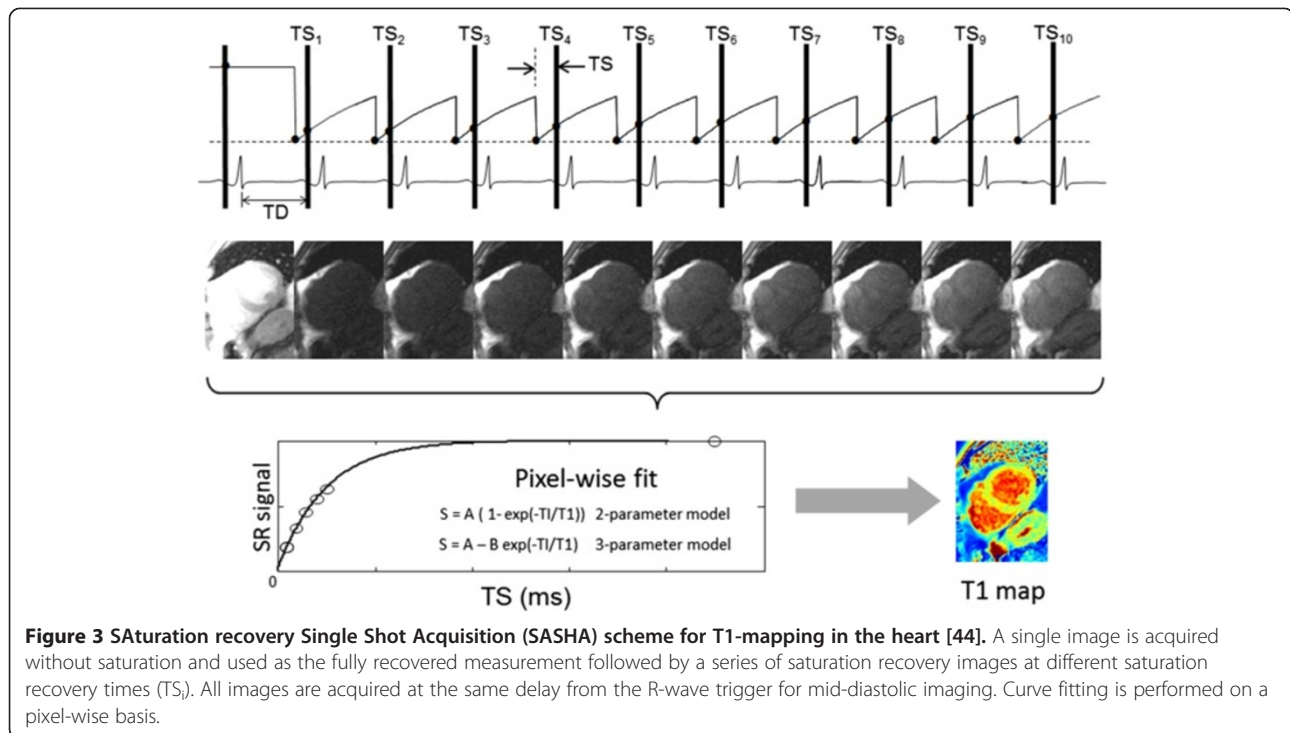 TS1 TS2 TS3 TS4 TS5 TS6 TS7 TS8 TS9 TS10
TS
TD
SR signal
Pixel-wise fit
S = A ( 1- exp(-TI/T1)) 2-parameter model
S = A – B exp(-TI/T1) 3-parameter model
0
TS (ms)
T1 map
Figure 3 SAturation recovery Single Shot Acquisition (SASHA) scheme for T1-mapping in the heart [44]. A single image is acquired
without saturation and used as the fully recovered measurement followed by a series of saturation recovery images at different saturation
recovery times (TSi). All images are acquired at the same delay from the R-wave trigger for mid-diastolic imaging. Curve fitting is performed on a
pixel-wise basis.